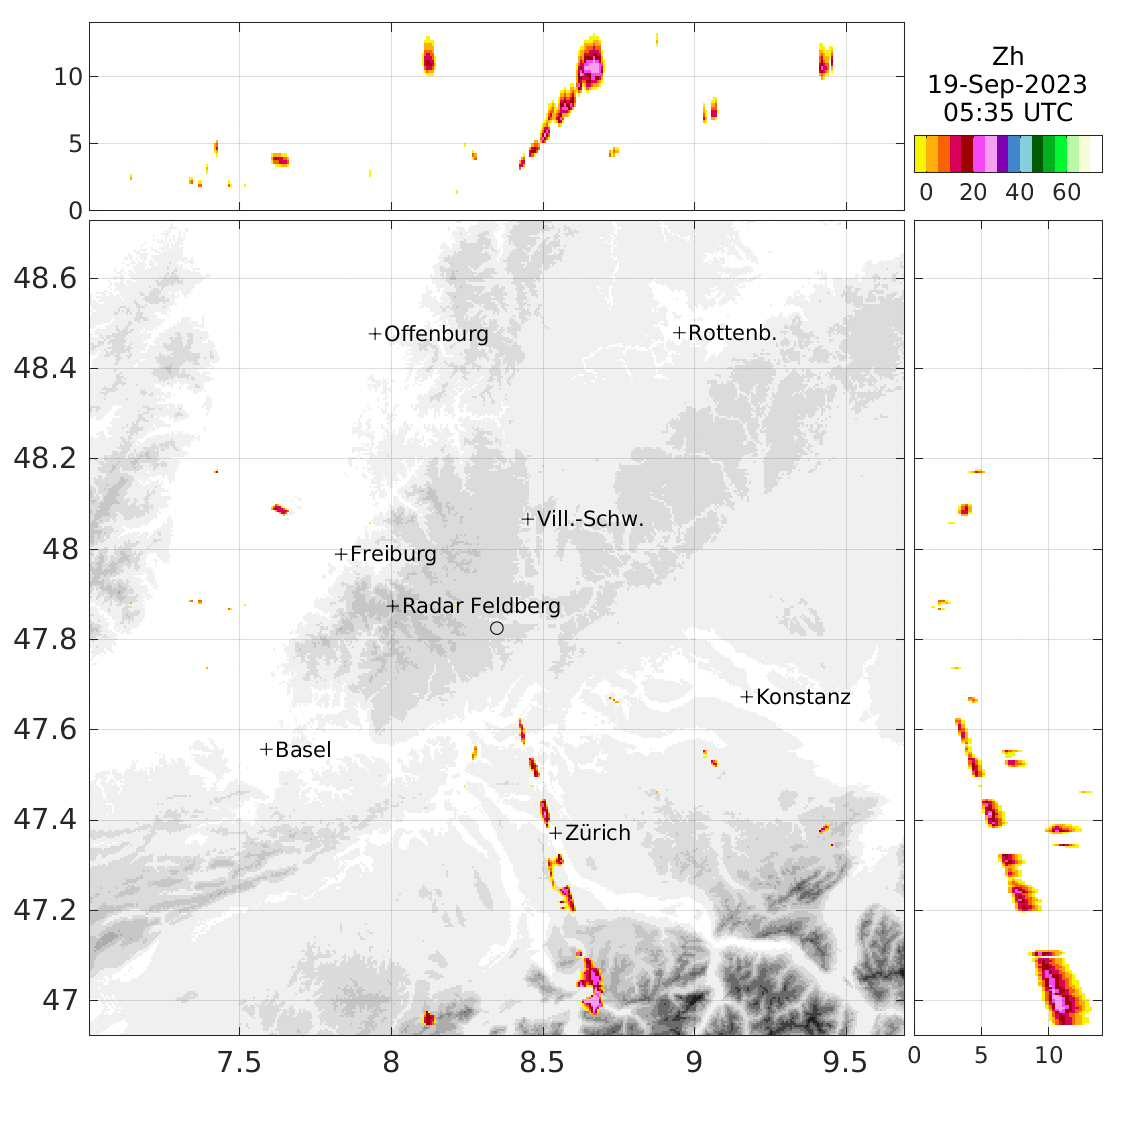 Zh
19-Sep-2023
05:35 UTC
0 20 40 60
10
5
0
48.6
48.4
48.2
48
47.8
47.6
47.4
47.2
47
Offenburg
Rottenb.
Vill.-Schw.
Freiburg
Radar Feldberg
Konstanz
Basel
Zürich
7.5 8 8.5 9 9.5
0 5 10